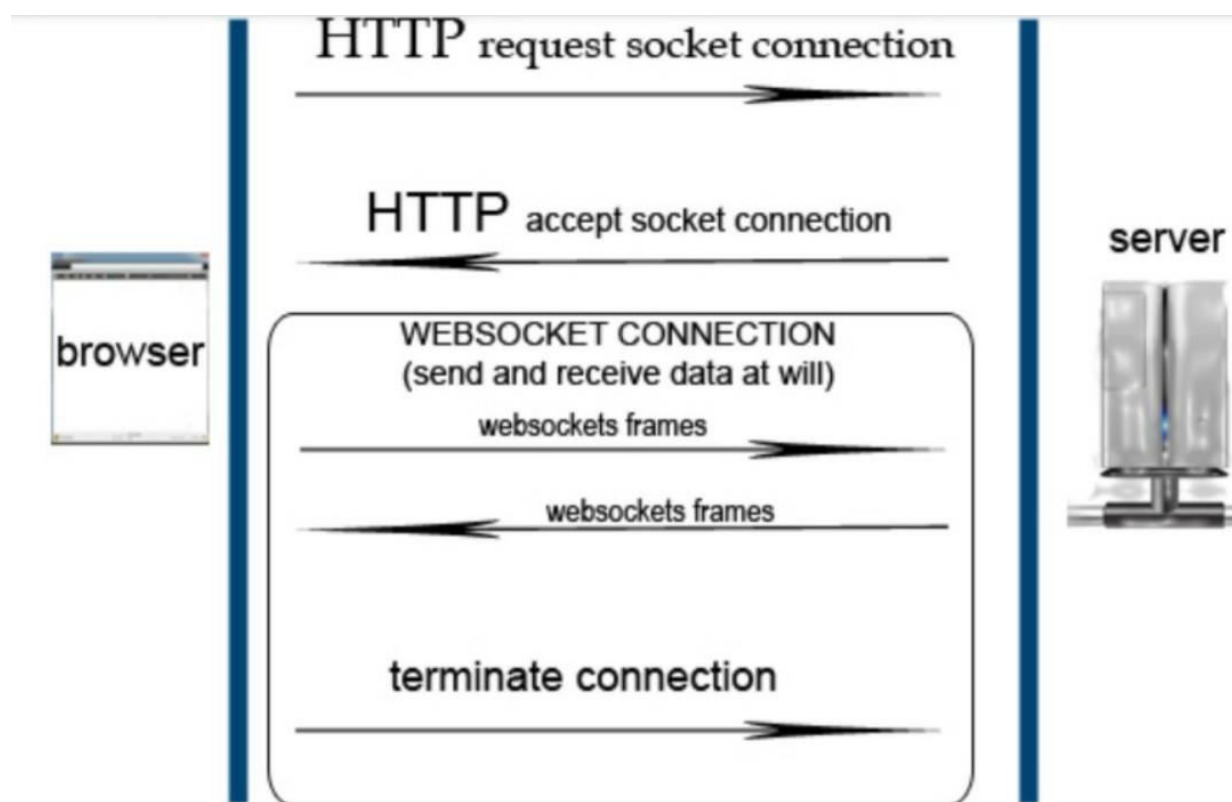 HTTP request socket connection
HTTP accept socket connection
server
browser
WEBSOCKET CONNECTION
(send and receive data at will)
websockets frames
websockets frames
terminate connection